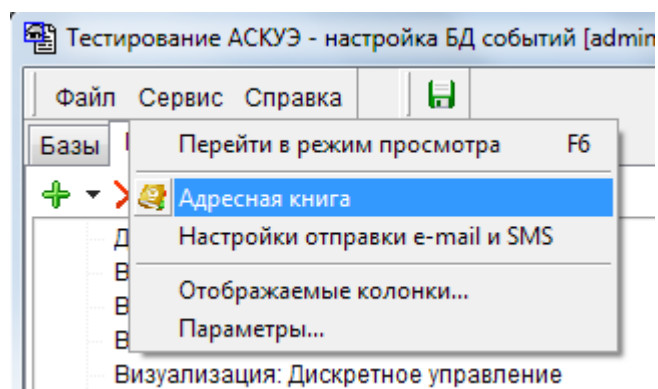 Тестирование АСКУЭ - настройка БД событий [admin
Файл Сервис Справка
Базы
Перейти в режим просмотра F6
Адресная книга
Настройки отправки e-mail и SMS
Отображаемые колонки...
Параметры...
Визуализация: Дискретное управление